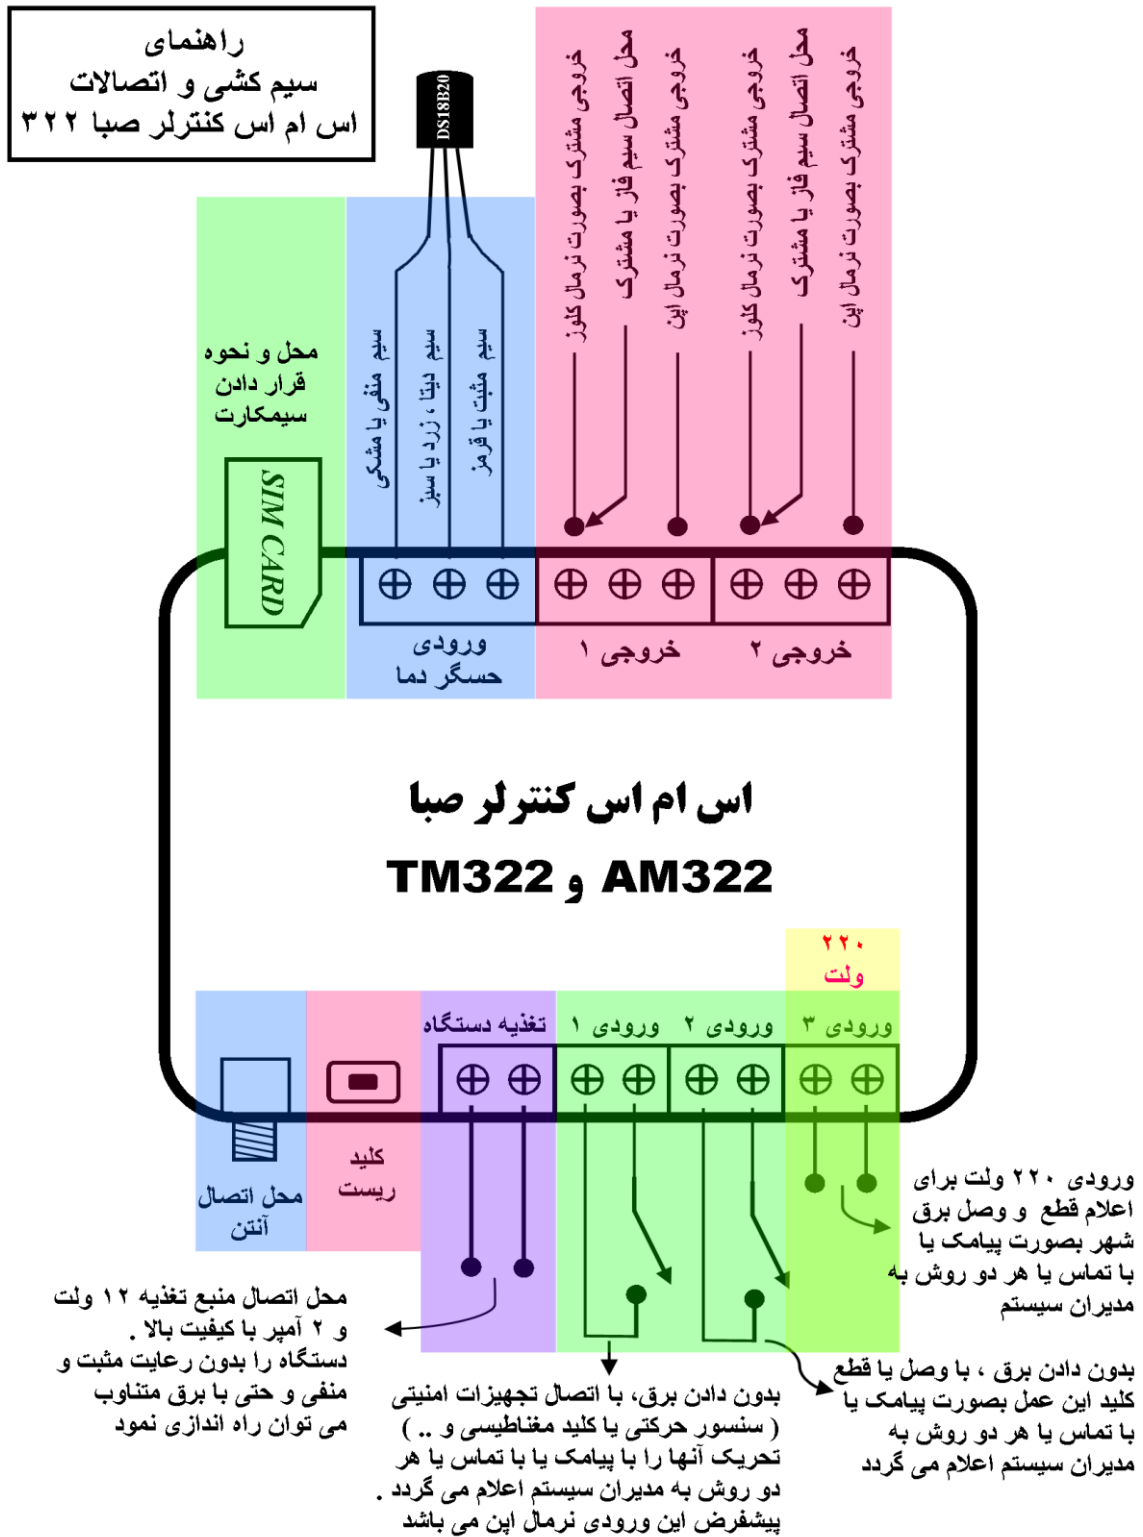 راهنمای
سیم کشی و اتصالات
اس ام اس کنترلر صبا ۳۲۲
DS18B20
خروجی مشترک بصورت نرمال کلوز
محل اتصال سیم فاز یا مشترک
خروجی مشترک بصورت نرمال اپن
خروجی مشترک بصورت نرمال کلوز
محل اتصال سیم فاز یا مشترک
خروجی مشترک بصورت نرمال اپن
محل و نحوه
قرار دادن
سیمکارت
SIM CARD
سیم منفی یا مشکی
سیم دیتا ، زرد یا سبز
سیم مثبت یا قرمز
ورودی
حسگر دما
خروجی ۱
خروجی ۲
اس ام اس کنترلر صبا
AM322 و TM322
۲۲۰
ولت
ورودی ۳
ورودی ۲
ورودی ۱
تغذیه دستگاه
کلید
ریست
محل اتصال
آنتن
ورودی ۲۲۰ ولت برای
اعلام قطع و وصل برق
شهر بصورت پیامک یا
با تماس یا هر دو روش به
مدیران سیستم
بدون دادن برق ، با وصل یا قطع
کلید این عمل بصورت پیامک یا
با تماس یا هر دو روش به
مدیران سیستم اعلام می گردد
بدون دادن برق، با اتصال تجهیزات امنیتی
( سنسور حرکتی یا کلید مغناطیسی و .. )
تحریک آنها را با پیامک یا با تماس یا هر
دو روش به مدیران سیستم اعلام می گردد .
پیشفرض این ورودی نرمال اپن می باشد
محل اتصال منبع تغذیه ۱۲ ولت
و ۲ آمپر با کیفیت بالا .
دستگاه را بدون رعایت مثبت و
منفی و حتی با برق متناوب
می توان راه اندازی نمود